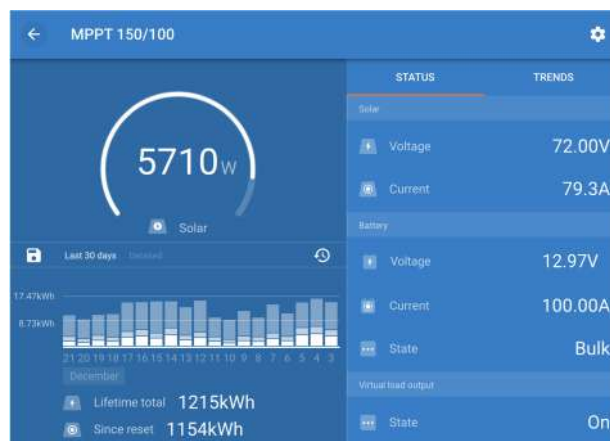 MPPT 150/100
5710W
Solar
Last 30 days Detailed
17.47kWh
8.73kWh
21 20 19 18 17 16 15 14 13 12 11 10 9 8 7 6 5 4 3
December
Lifetime total 1215kWh
Since reset 1154kWh
STATUS TRENDS
Solar
Voltage 72.00V
Current 79.3A
Battery
Voltage 12.97V
Current 100.00A
State Bulk
Virtual load output
State On